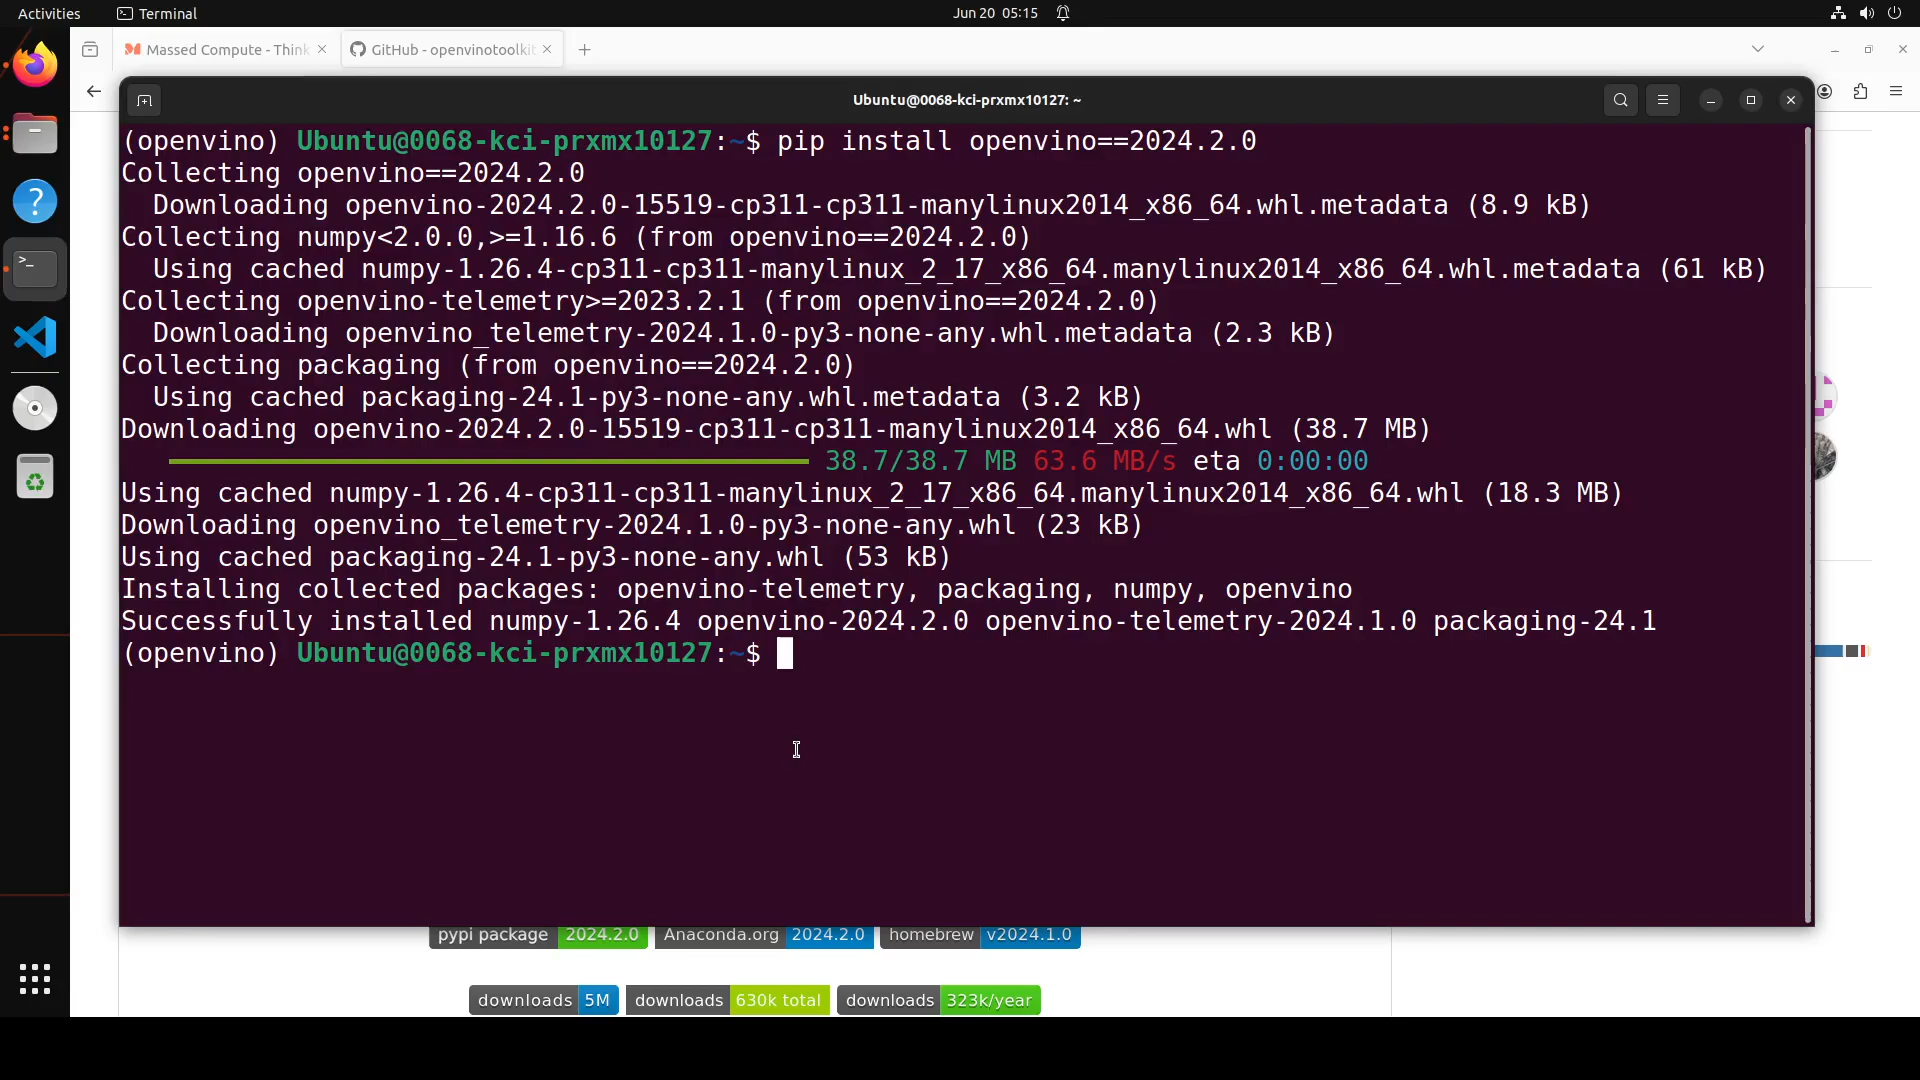 Activities
Terminal
Jun 20 05:15
Massed Compute - Think
GitHub - openvinotoolkit
Ubuntu@0068-kci-prxmx10127: ~
(openvino) Ubuntu@0068-kci-prxmx10127:~$ pip install openvino==2024.2.0
Collecting openvino==2024.2.0
  Downloading openvino-2024.2.0-15519-cp311-cp311-manylinux2014_x86_64.whl.metadata (8.9 kB)
Collecting numpy<2.0.0,>=1.16.6 (from openvino==2024.2.0)
  Using cached numpy-1.26.4-cp311-cp311-manylinux_2_17_x86_64.manylinux2014_x86_64.whl.metadata (61 kB)
Collecting openvino-telemetry>=2023.2.1 (from openvino==2024.2.0)
  Downloading openvino_telemetry-2024.1.0-py3-none-any.whl.metadata (2.3 kB)
Collecting packaging (from openvino==2024.2.0)
  Using cached packaging-24.1-py3-none-any.whl.metadata (3.2 kB)
Downloading openvino-2024.2.0-15519-cp311-cp311-manylinux2014_x86_64.whl (38.7 MB)
38.7/38.7 MB 63.6 MB/s eta 0:00:00
Using cached numpy-1.26.4-cp311-cp311-manylinux_2_17_x86_64.manylinux2014_x86_64.whl (18.3 MB)
Downloading openvino_telemetry-2024.1.0-py3-none-any.whl (23 kB)
Using cached packaging-24.1-py3-none-any.whl (53 kB)
Installing collected packages: openvino-telemetry, packaging, numpy, openvino
Successfully installed numpy-1.26.4 openvino-2024.2.0 openvino-telemetry-2024.1.0 packaging-24.1
(openvino) Ubuntu@0068-kci-prxmx10127:~$
pypi package 2024.2.0 Anaconda.org 2024.2.0 homebrew v2024.1.0
downloads 5M downloads 630k total downloads 323k/year